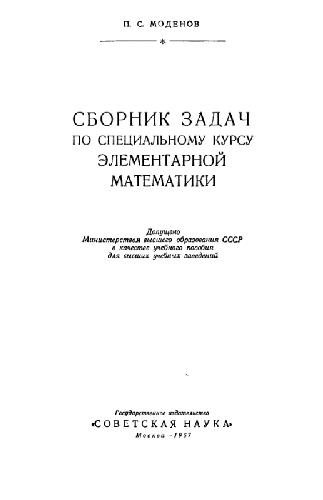 П. С. МОДЕНОВ
СБОРНИК ЗАДАЧ
ПО СПЕЦИАЛЬНОМУ КУРСУ
ЭЛЕМЕНТАРНОЙ
МАТЕМАТИКИ
Допущено
Министерством высшего образования СССР
в качестве учебного пособия
для высших учебных заведений
Государственное издательство
«СОВЕТСКАЯ НАУКА»
Москва — 1957